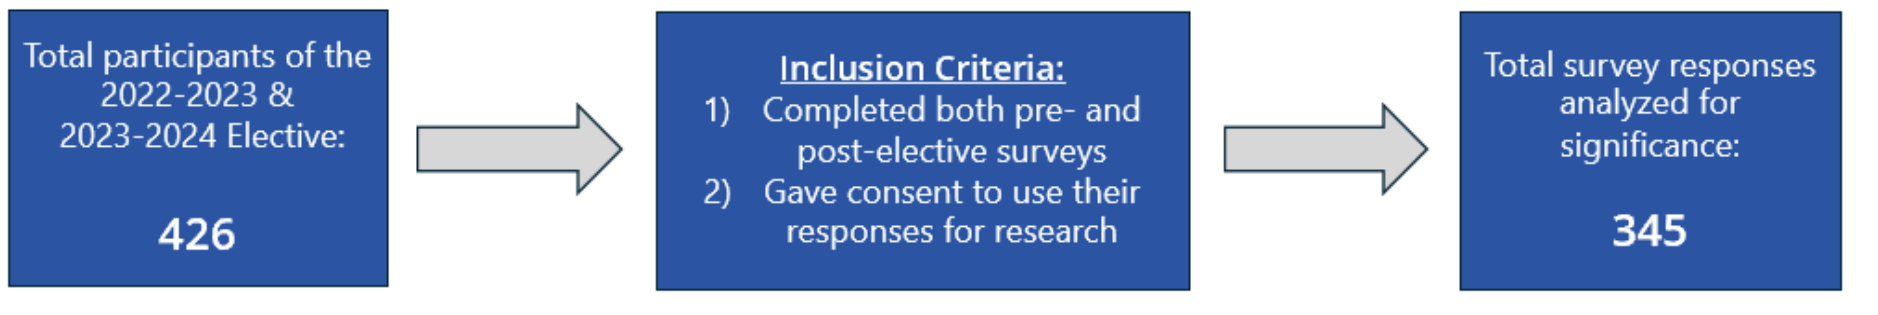 Total participants of the
2022-2023 &
2023-2024 Elective:
426
Inclusion Criteria:
1) Completed both pre- and
post-elective surveys
2) Gave consent to use their
responses for research
Total survey responses
analyzed for
significance:
345